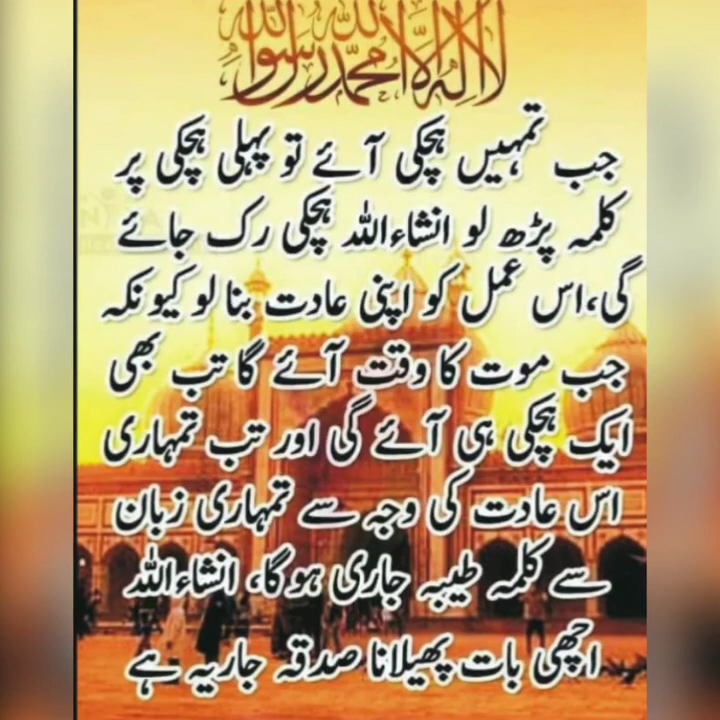 لا الہ الا اللہ محمد رسول اللہ
جب تمہیں ہچکی آئے تو پہلی ہچکی پر
کلمہ پڑھ لو انشاءاللہ ہچکی رک جائے
گی،اس عمل کو اپنی عادت بنا لو کیونکہ
جب موت کا وقت آئے گا تب بھی
ایک ہچکی ہی آئے گی اور تب تمہاری
اس عادت کی وجہ سے تمہاری زبان
سے کلمہ طیبہ جاری ہوگا، انشاءاللہ
اچھی بات پھیلانا صدقہ جاریہ ہے